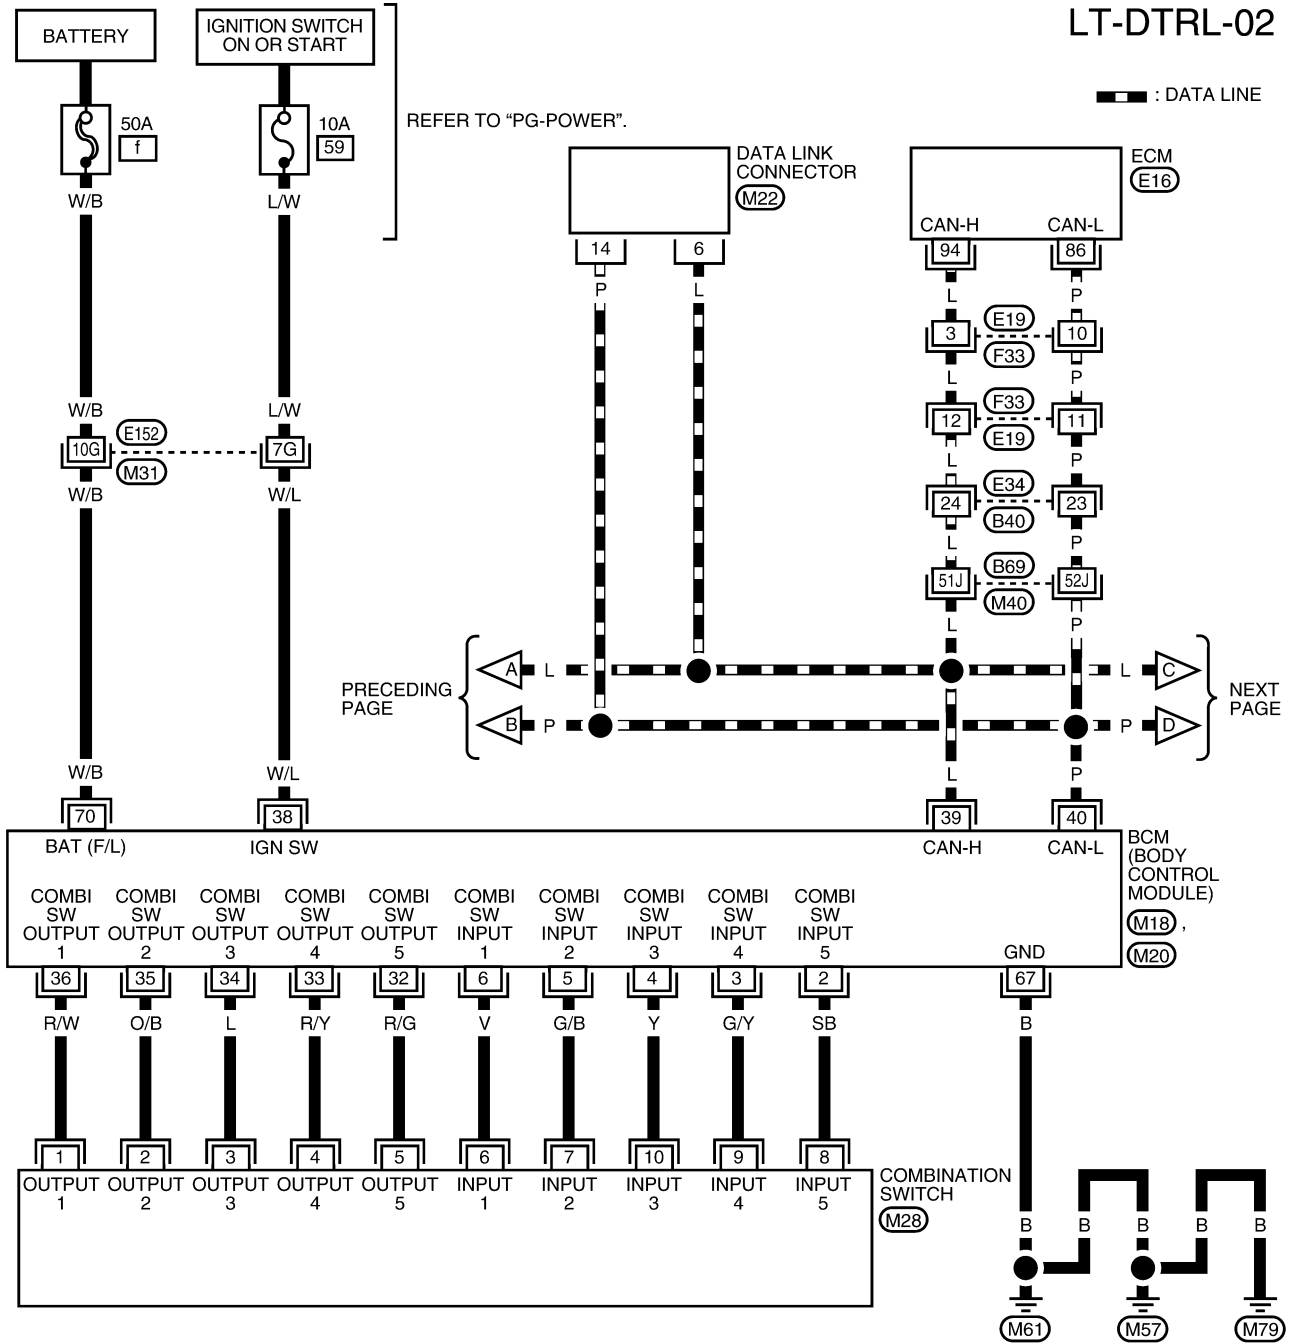 LT-DTRL-02
BATTERY
IGNITION SWITCH
ON OR START
: DATA LINE
50A
f
10A
59
REFER TO “PG-POWER”.
DATA LINK
CONNECTOR
M22
ECM
E16
CAN-H
CAN-L
W/B
L/W
14
6
94
86
P
L
L
P
3
E19
F33
10
L
P
W/B
L/W
12
F33
E19
11
10G
E152
M31
7G
L
P
W/B
W/L
24
E34
B40
23
L
P
51J
B69
M40
52J
L
P
PRECEDING
PAGE
A
L
L
C
B
P
P
D
NEXT
PAGE
W/B
W/L
L
P
70
38
39
40
BAT (F/L)
IGN SW
CAN-H
CAN-L
BCM
(BODY
CONTROL
MODULE)
M18 ,
M20
COMBI
SW
OUTPUT
1
COMBI
SW
OUTPUT
2
COMBI
SW
OUTPUT
3
COMBI
SW
OUTPUT
4
COMBI
SW
OUTPUT
5
COMBI
SW
INPUT
1
COMBI
SW
INPUT
2
COMBI
SW
INPUT
3
COMBI
SW
INPUT
4
COMBI
SW
INPUT
5
GND
36
35
34
33
32
6
5
4
3
2
67
R/W
O/B
L
R/Y
R/G
V
G/B
Y
G/Y
SB
B
1
2
3
4
5
6
7
10
9
8
OUTPUT
1
OUTPUT
2
OUTPUT
3
OUTPUT
4
OUTPUT
5
INPUT
1
INPUT
2
INPUT
3
INPUT
4
INPUT
5
COMBINATION
SWITCH
M28
B
B
B
B
B
M61
M57
M79